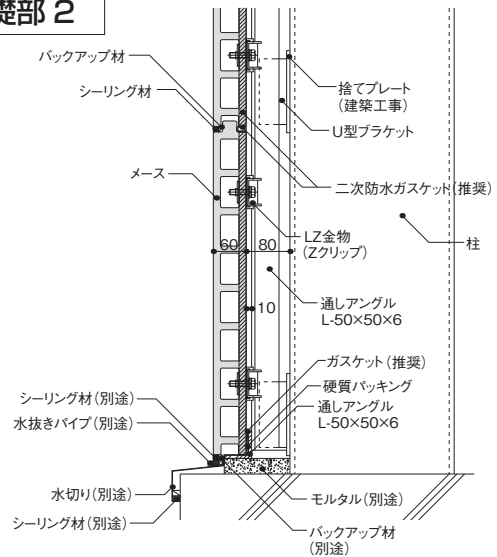 礎部 2
バックアップ材
シーリング材
メース
捨てプレート
(建築工事)
U型ブラケット
二次防水ガスケット(推奨)
LZ金物
(Zクリップ)
柱
60
80
10
通しアングル
L-50×50×6
ガスケット(推奨)
硬質パッキング
通しアングル
L-50×50×6
シーリング材(別途)
水抜きパイプ(別途)
水切り(別途)
シーリング材(別途)
モルタル(別途)
バックアップ材
(別途)